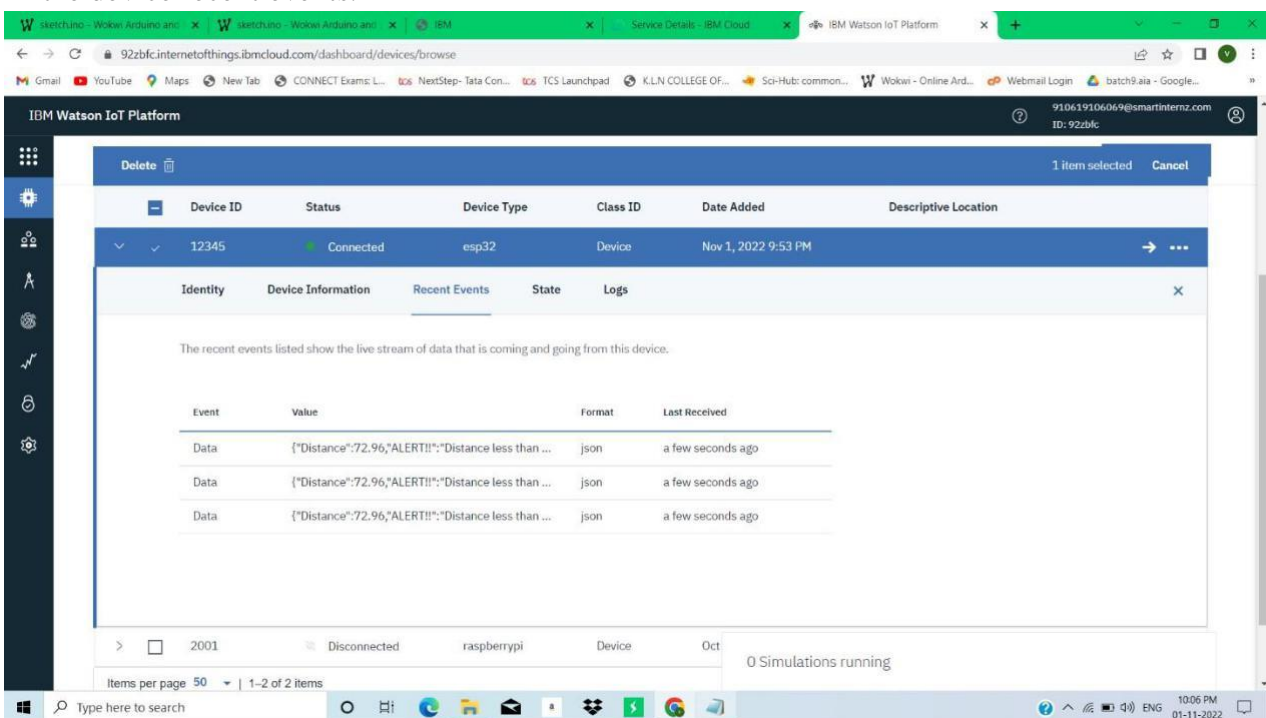 sketch.ino - Wokwi Arduino and
sketch.ino - Wokwi Arduino and
IBM
Service Details - IBM Cloud
IBM Watson IoT Platform
92zbfc.internetofthings.ibmcloud.com/dashboard/devices/browse
Gmail YouTube Maps New Tab CONNECT Exams: L... NextStep- Tata Con... TCS Launchpad K.L.N COLLEGE OF... Sci-Hub: common... Wokwi - Online Ard... Webmail Login batch9.aia - Google... »
IBM Watson IoT Platform
910619106069@smartinternz.com
ID: 92zbfc
Delete 1 item selected Cancel
Device ID Status Device Type Class ID Date Added Descriptive Location
12345 Connected esp32 Device Nov 1, 2022 9:53 PM
Identity Device Information Recent Events State Logs
The recent events listed show the live stream of data that is coming and going from this device.
Event Value Format Last Received
Data {"Distance":72.96,"ALERT!!":"Distance less than ... json a few seconds ago
Data {"Distance":72.96,"ALERT!!":"Distance less than ... json a few seconds ago
Data {"Distance":72.96,"ALERT!!":"Distance less than ... json a few seconds ago
2001 Disconnected raspberrypi Device Oct
0 Simulations running
Items per page 50 | 1–2 of 2 items
Type here to search
ENG 10:06 PM
01-11-2022